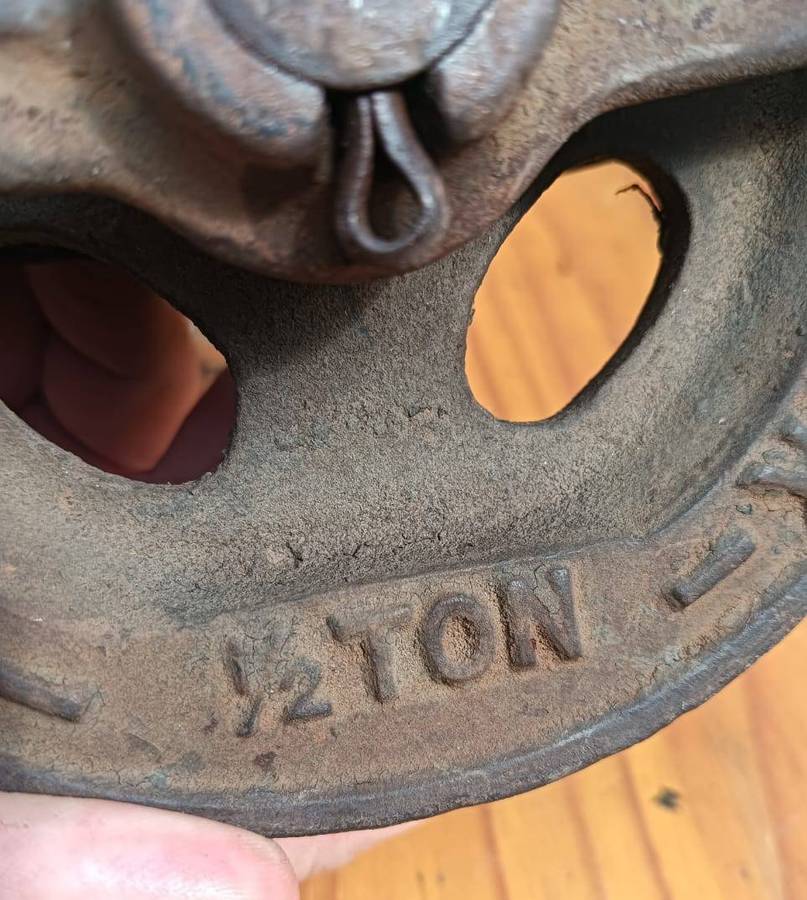 — ½ TON —